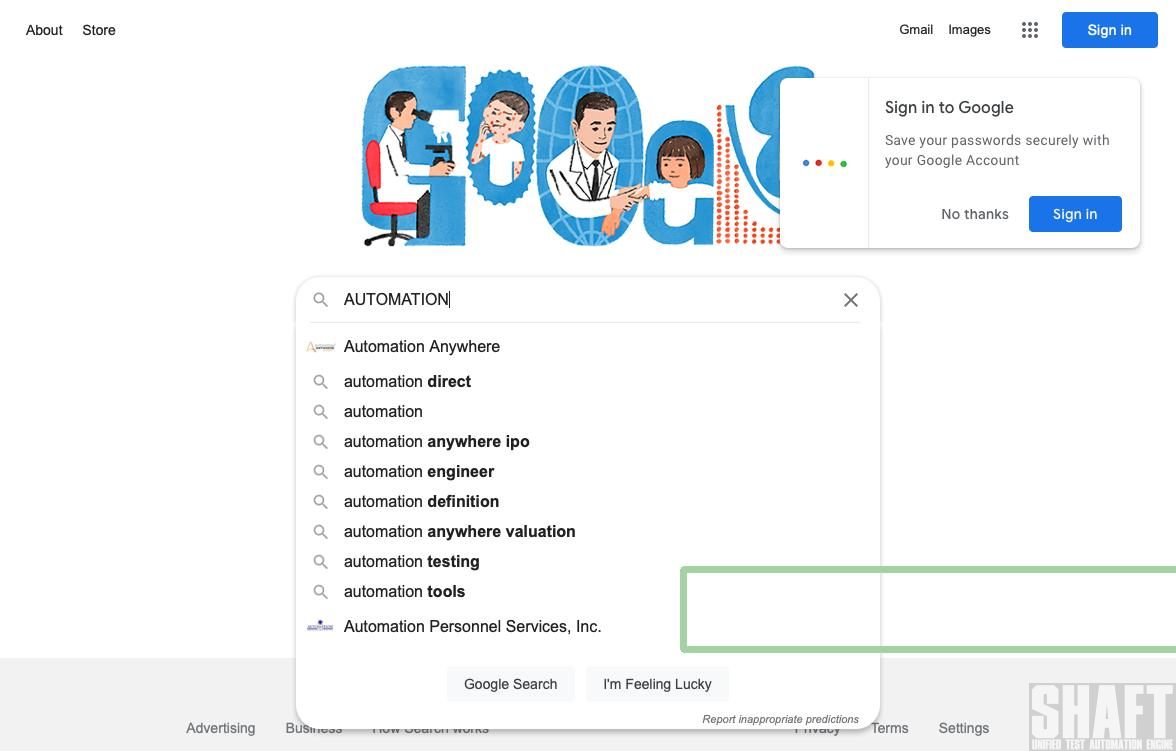 About Store Gmail Images Sign in
Sign in to Google
Save your passwords securely with
your Google Account
No thanks Sign in
AUTOMATION
Automation Anywhere
automation direct
automation
automation anywhere ipo
automation engineer
automation definition
automation anywhere valuation
automation testing
automation tools
Automation Personnel Services, Inc.
Google Search I'm Feeling Lucky
Report inappropriate predictions
Advertising Business How Search works Privacy Terms Settings
SHAFT
UNIFIED TEST AUTOMATION ENGINE